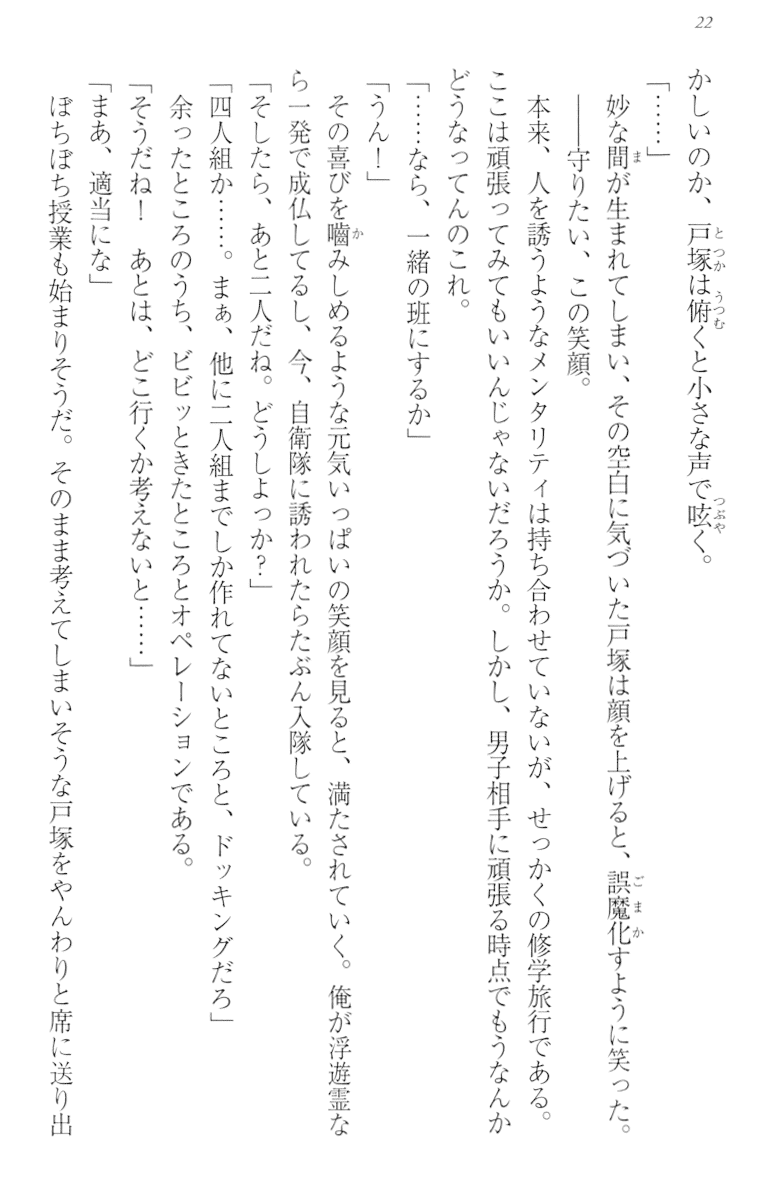 22
かしいのか、戸塚は俯くと小さな声で呟く。
「……」
妙な間が生まれてしまい、その空白に気づいた戸塚は顔を上げると、誤魔化すように笑った。
――守りたい、この笑顔。
本来、人を誘うようなメンタリティは持ち合わせていないが、せっかくの修学旅行である。
ここは頑張ってみてもいいんじゃないだろうか。しかし、男子相手に頑張る時点でもうなんか
どうなってんのこれ。
「……なら、一緒の班にするか」
「うん！」
その喜びを嚙みしめるような元気いっぱいの笑顔を見ると、満たされていく。俺が浮遊霊な
ら一発で成仏してるし、今、自衛隊に誘われたらたぶん入隊している。
「そしたら、あと二人だね。どうしよっか？」
「四人組か……。まぁ、他に二人組までしか作れてないところと、ドッキングだろ」
余ったところのうち、ビビッときたところとオペレーションである。
「そうだね！　あとは、どこ行くか考えないと……」
「まあ、適当にな」
ぼちぼち授業も始まりそうだ。そのまま考えてしまいそうな戸塚をやんわりと席に送り出